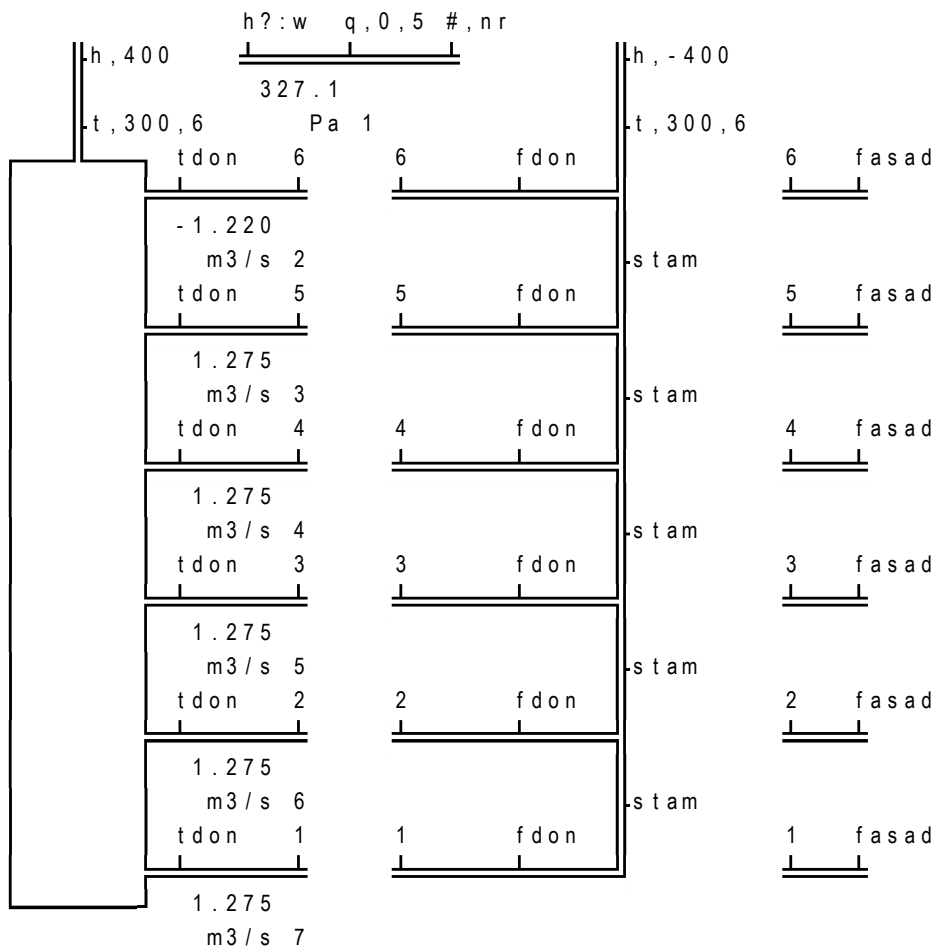 h?:w q,0,5 #,nr
h,400 h,-400
327.1
t,300,6 Pa 1 t,300,6
tdon 6 6 fdon 6 fasad
-1.220
m3/s 2 stam
tdon 5 5 fdon 5 fasad
1.275
m3/s 3 stam
tdon 4 4 fdon 4 fasad
1.275
m3/s 4 stam
tdon 3 3 fdon 3 fasad
1.275
m3/s 5 stam
tdon 2 2 fdon 2 fasad
1.275
m3/s 6 stam
tdon 1 1 fdon 1 fasad
1.275
m3/s 7